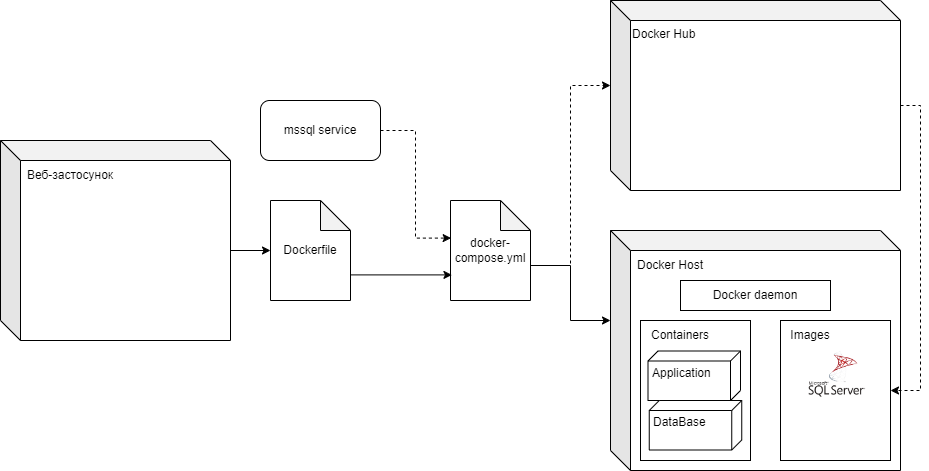 Docker Hub
mssql service
Веб-застосунок
Dockerfile
docker-
compose.yml
Docker Host
Docker daemon
Containers
Images
Application
DataBase
Microsoft
SQL Server